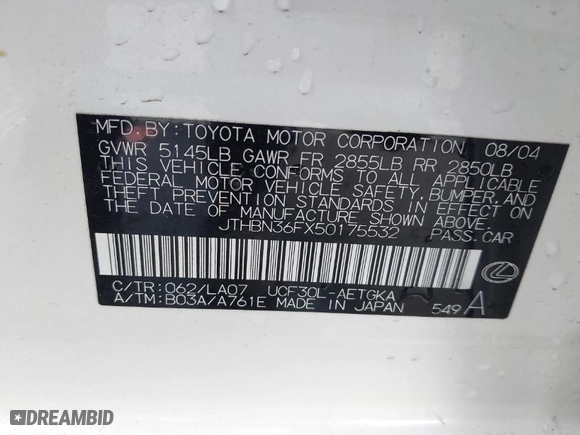 MFD. BY: TOYOTA MOTOR CORPORATION 08/04
GVWR 5145LB GAWR FR 2855LB RR 2850LB
THIS VEHICLE CONFORMS TO ALL APPLICABLE
FEDERAL MOTOR VEHICLE SAFETY, BUMPER, AND
THEFT PREVENTION STANDARDS IN EFFECT ON
THE DATE OF MANUFACTURE SHOWN ABOVE.
JTHBN36FX50175532 PASS.CAR
C/TR: 062/LA07 UCF30L-AETGKA
A/TM: B03A/A761E MADE IN JAPAN 549 A
DREAMBID